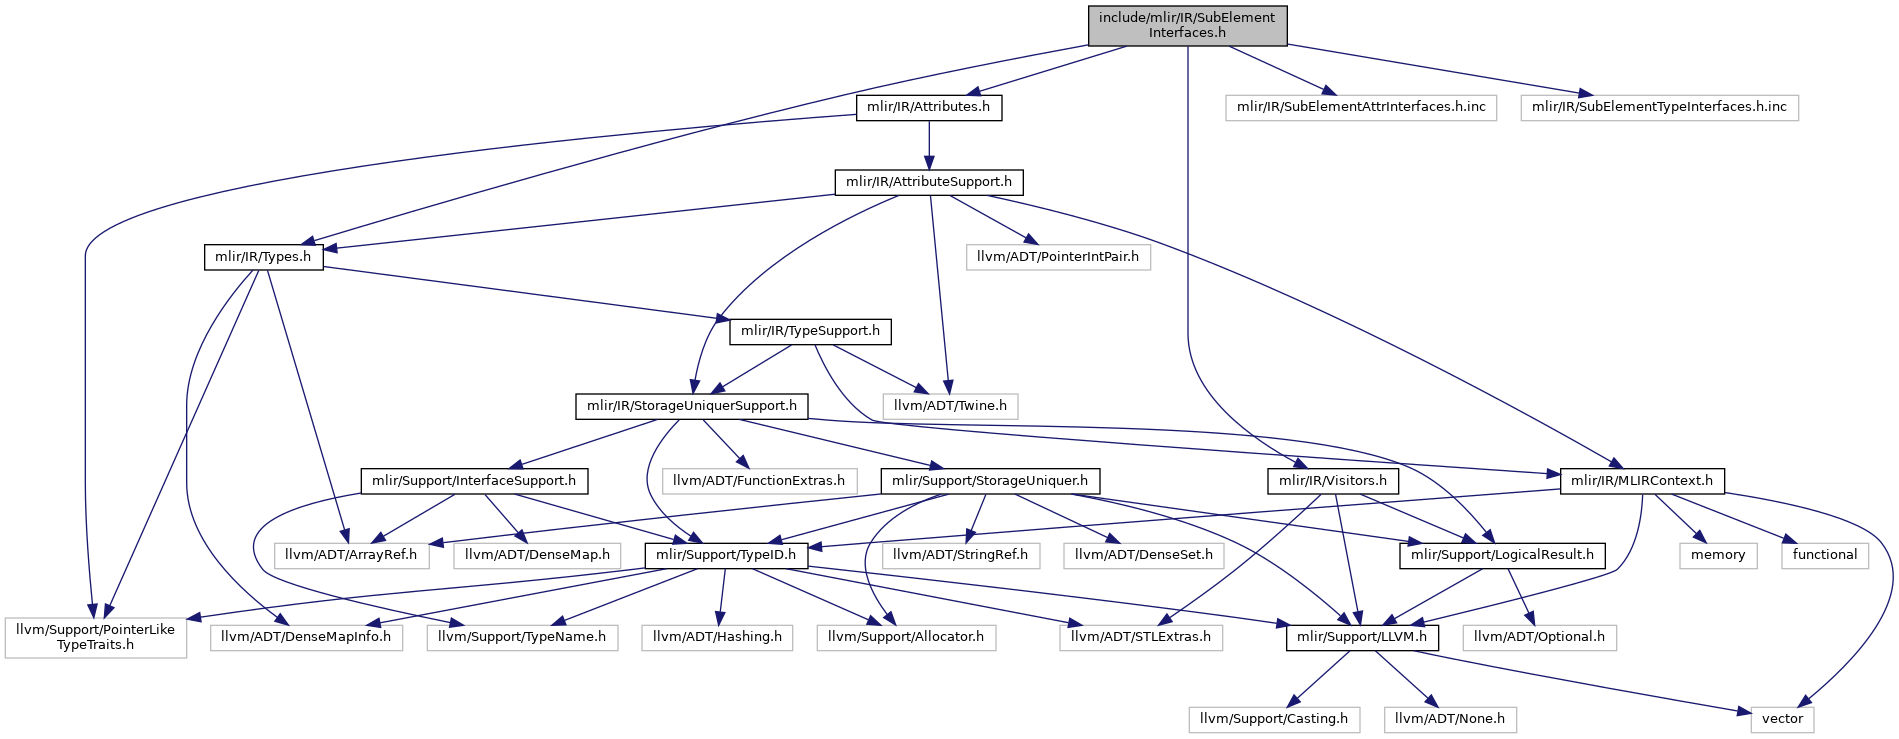 include/mlir/IR/SubElement
Interfaces.h
mlir/IR/Attributes.h
mlir/IR/SubElementAttrInterfaces.h.inc
mlir/IR/SubElementTypeInterfaces.h.inc
mlir/IR/AttributeSupport.h
mlir/IR/Types.h
llvm/ADT/PointerIntPair.h
mlir/IR/TypeSupport.h
mlir/IR/StorageUniquerSupport.h
llvm/ADT/Twine.h
mlir/Support/InterfaceSupport.h
llvm/ADT/FunctionExtras.h
mlir/Support/StorageUniquer.h
mlir/IR/Visitors.h
mlir/IR/MLIRContext.h
llvm/ADT/ArrayRef.h
llvm/ADT/DenseMap.h
mlir/Support/TypeID.h
llvm/ADT/StringRef.h
llvm/ADT/DenseSet.h
mlir/Support/LogicalResult.h
memory
functional
llvm/Support/PointerLike
TypeTraits.h
llvm/ADT/DenseMapInfo.h
llvm/Support/TypeName.h
llvm/ADT/Hashing.h
llvm/Support/Allocator.h
llvm/ADT/STLExtras.h
mlir/Support/LLVM.h
llvm/ADT/Optional.h
llvm/Support/Casting.h
llvm/ADT/None.h
vector